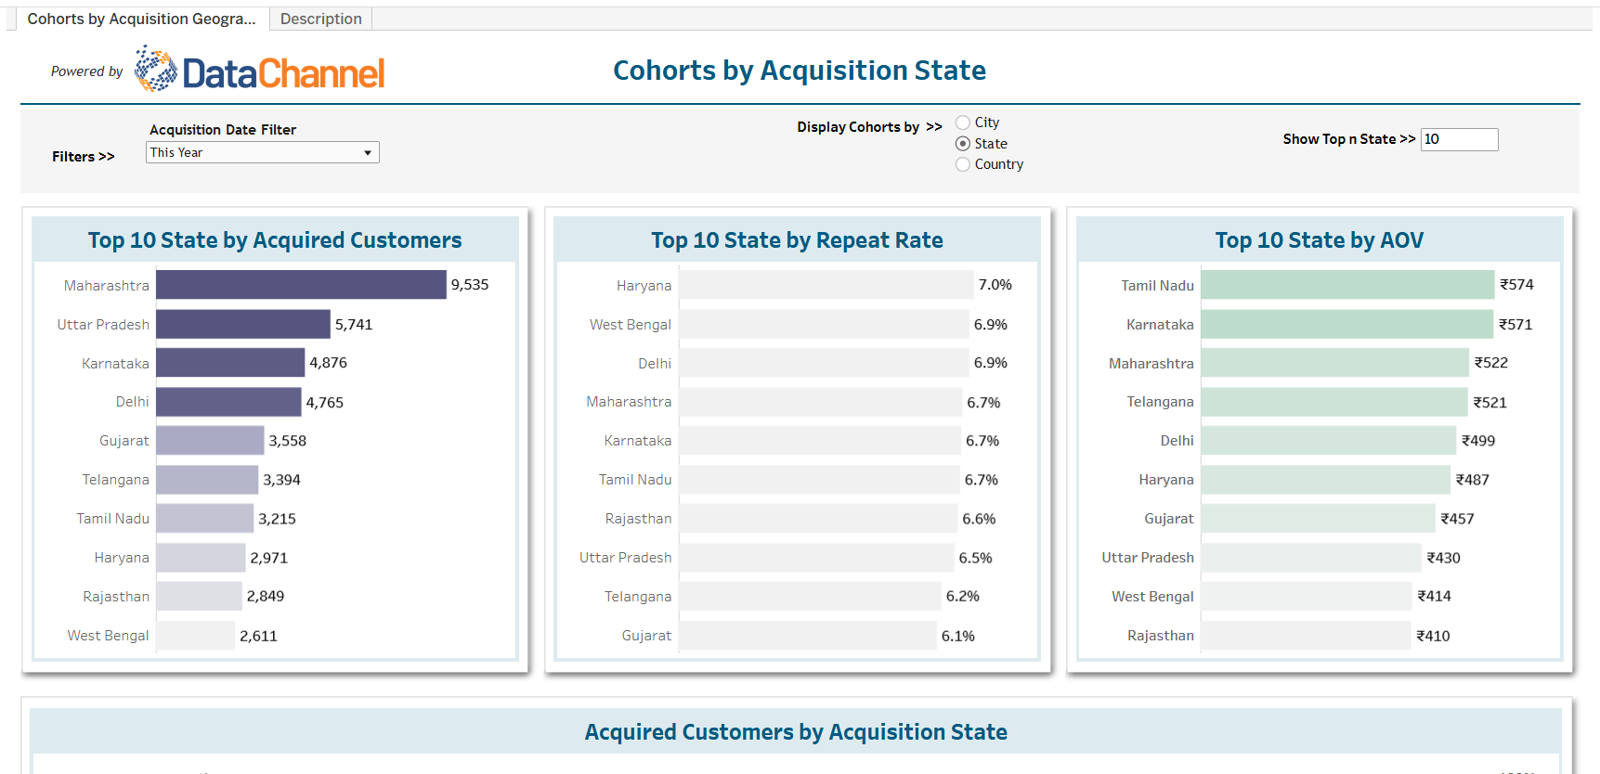 Cohorts by Acquisition Geogra...
Description
Powered by
DataChannel
Cohorts by Acquisition State
Filters >>
Acquisition Date Filter
This Year
Display Cohorts by >>
City
State
Country
Show Top n State >>
10
Top 10 State by Acquired Customers
Maharashtra 9,535
Uttar Pradesh 5,741
Karnataka 4,876
Delhi 4,765
Gujarat 3,558
Telangana 3,394
Tamil Nadu 3,215
Haryana 2,971
Rajasthan 2,849
West Bengal 2,611
Top 10 State by Repeat Rate
Haryana 7.0%
West Bengal 6.9%
Delhi 6.9%
Maharashtra 6.7%
Karnataka 6.7%
Tamil Nadu 6.7%
Rajasthan 6.6%
Uttar Pradesh 6.5%
Telangana 6.2%
Gujarat 6.1%
Top 10 State by AOV
Tamil Nadu ₹574
Karnataka ₹571
Maharashtra ₹522
Telangana ₹521
Delhi ₹499
Haryana ₹487
Gujarat ₹457
Uttar Pradesh ₹430
West Bengal ₹414
Rajasthan ₹410
Acquired Customers by Acquisition State